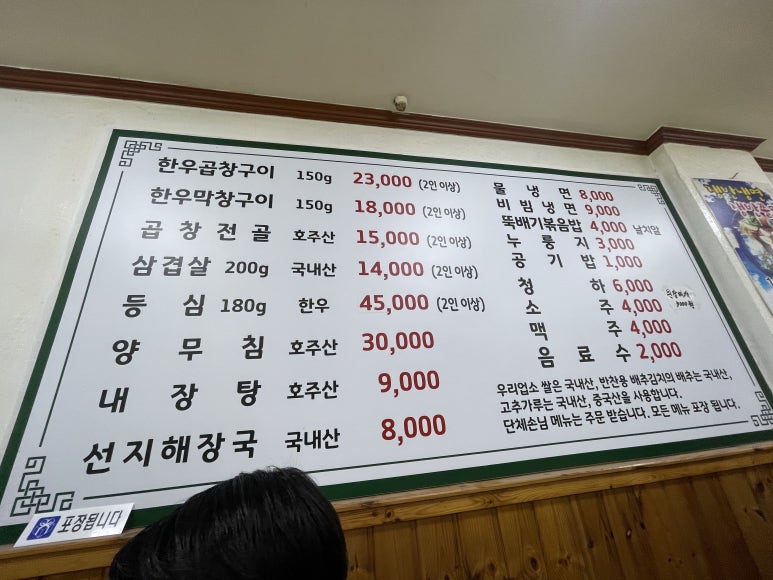 한우곱창구이 150g 23,000 (2인 이상)
한우막창구이 150g 18,000 (2인 이상)
곱창전골 호주산 15,000 (2인 이상)
삼겹살 200g 국내산 14,000 (2인 이상)
등심 180g 한우 45,000 (2인 이상)
양무침 호주산 30,000
내장탕 호주산 9,000
선지해장국 국내산 8,000
물냉면 8,000
비빔냉면 9,000
뚝배기볶음밥 4,000 날치알
누룽지 3,000
공기밥 1,000
청하 6,000
소주 4,000
맥주 4,000
음료수 2,000
우리업소 쌀은 국내산, 반찬용 배추김치의 배추는 국내산,
고추가루는 국내산, 중국산을 사용합니다.
단체손님 메뉴는 주문 받습니다. 모든 메뉴 포장 됩니다.
포장됩니다